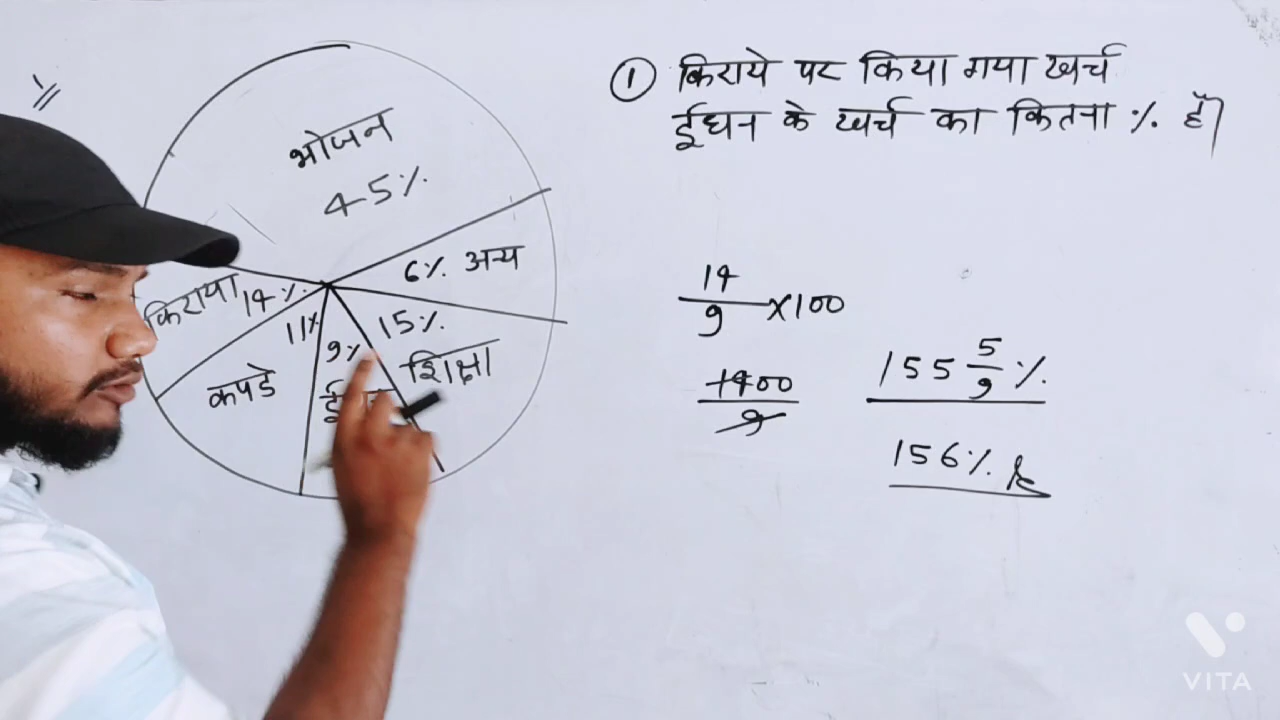 ① किराये पर किया गया खर्च
ईंघन के खर्च का कितना % हैं।
भोजन
45%
6% अन्य
किराया 14%
11%
कपडे
9%
15%
शिक्षा
14
9
×100
1400
9
155 5/9 %
156%
VITA